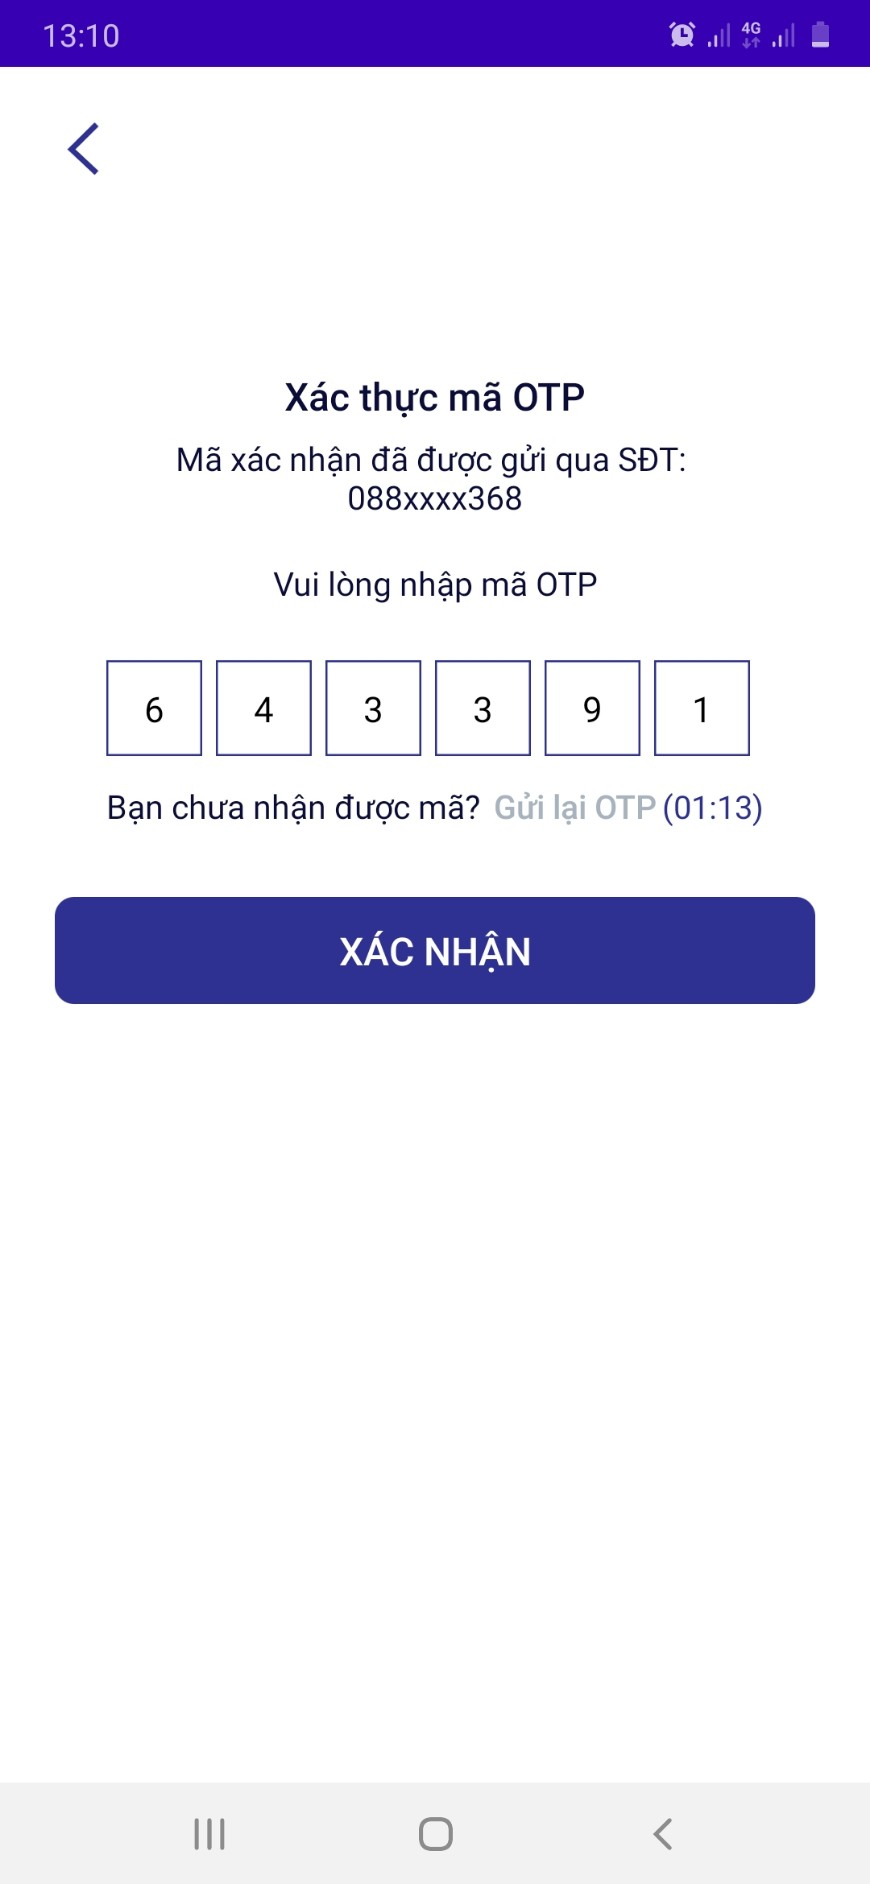 13:10
4G
Xác thực mã OTP
Mã xác nhận đã được gửi qua SĐT:
088xxxx368
Vui lòng nhập mã OTP
6 4 3 3 9 1
Bạn chưa nhận được mã? Gửi lại OTP (01:13)
XÁC NHẬN